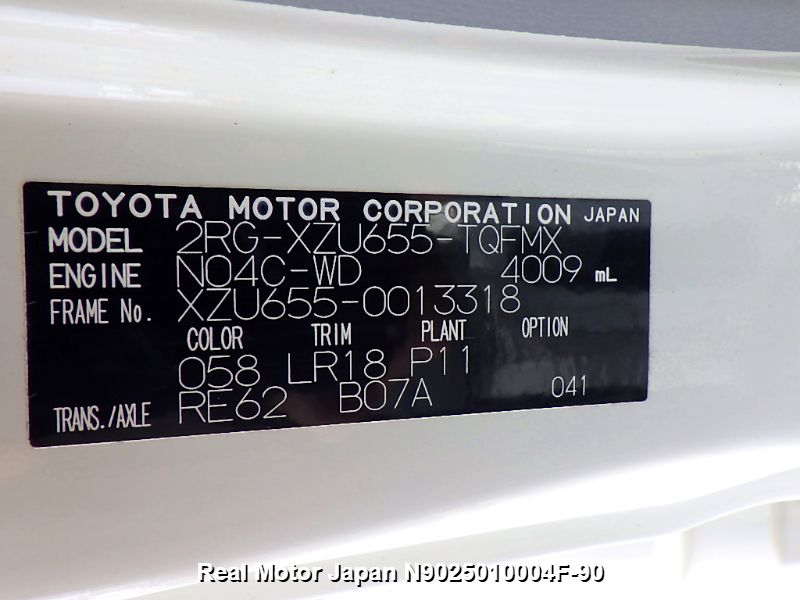 TOYOTA MOTOR CORPORATION JAPAN
MODEL 2RG-XZU655-TQFMX
ENGINE N04C-WD 4009 mL
FRAME No. XZU655-0013318
COLOR TRIM PLANT OPTION
058 LR18 P11
TRANS./AXLE RE62 B07A 041
Real Motor Japan N9025010004F-90